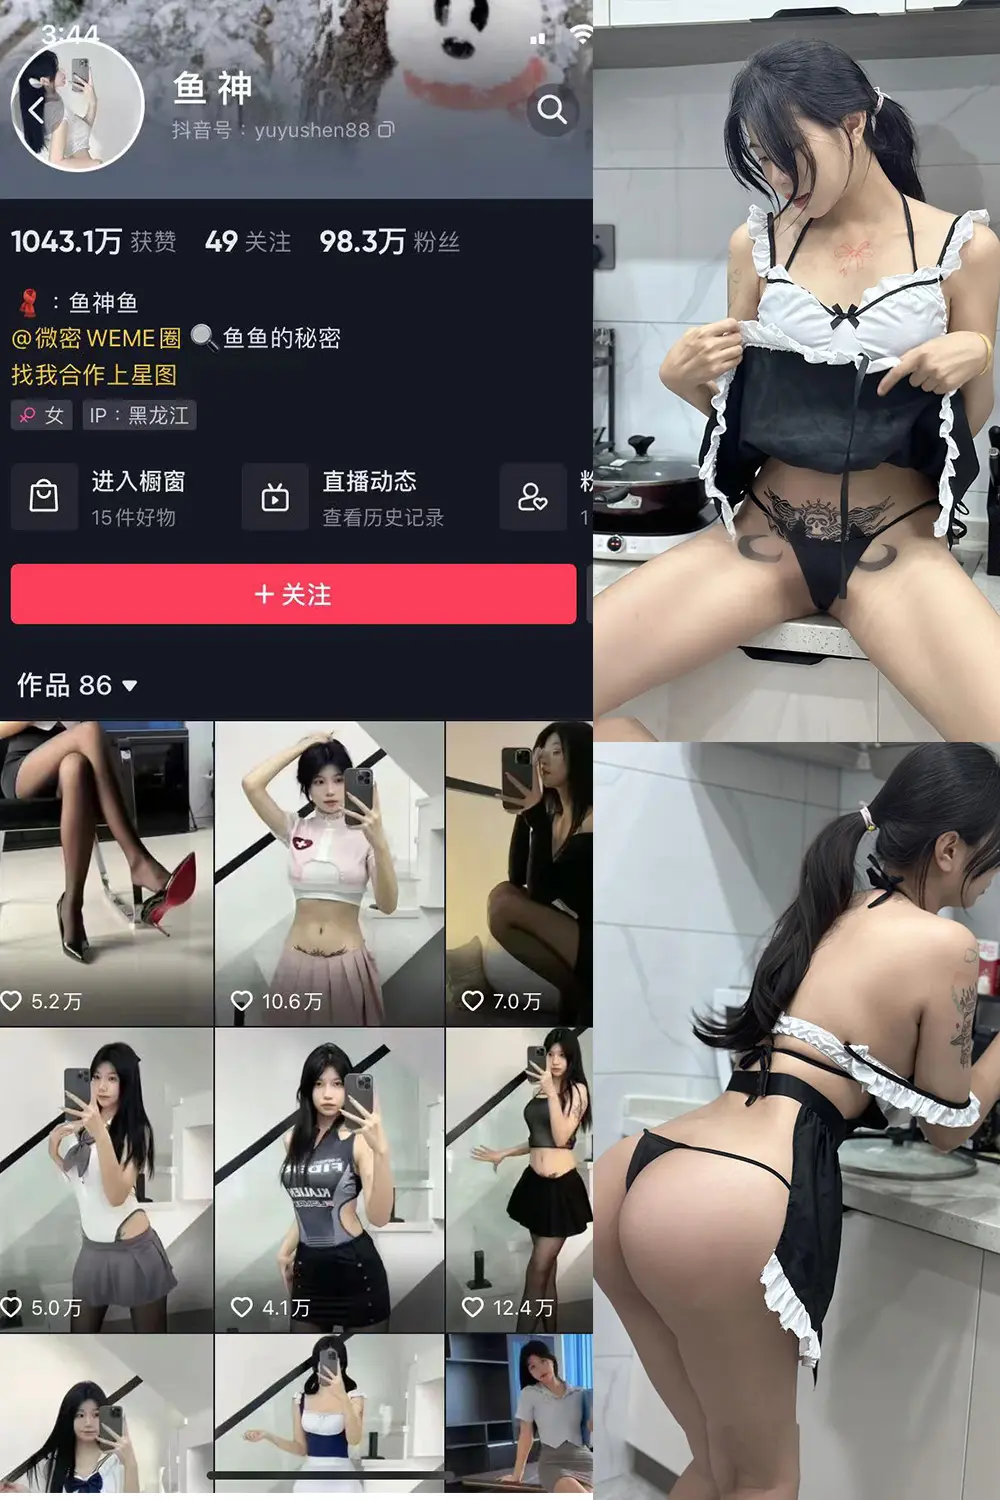 3:44
鱼 神
抖音号：yuyushen88
1043.1万 获赞 49 关注 98.3万 粉丝
：鱼神鱼
@微密 WEME圈 鱼鱼的秘密
找我合作上星图
女 IP：黑龙江
进入橱窗 直播动态
15件好物 查看历史记录 1
+ 关注
作品 86
5.2万 10.6万 7.0万
5.0万 4.1万 12.4万